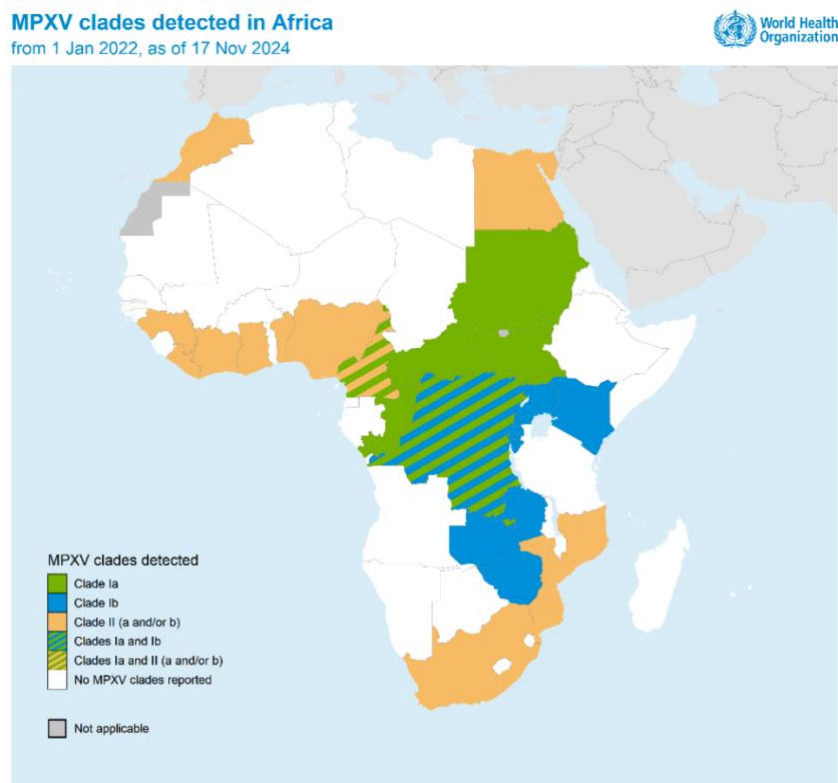 MPXV clades detected in Africa
from 1 Jan 2022, as of 17 Nov 2024
World Health
Organization
MPXV clades detected
Clade Ia
Clade Ib
Clade II (a and/or b)
Clades Ia and Ib
Clades Ia and II (a and/or b)
No MPXV clades reported
Not applicable